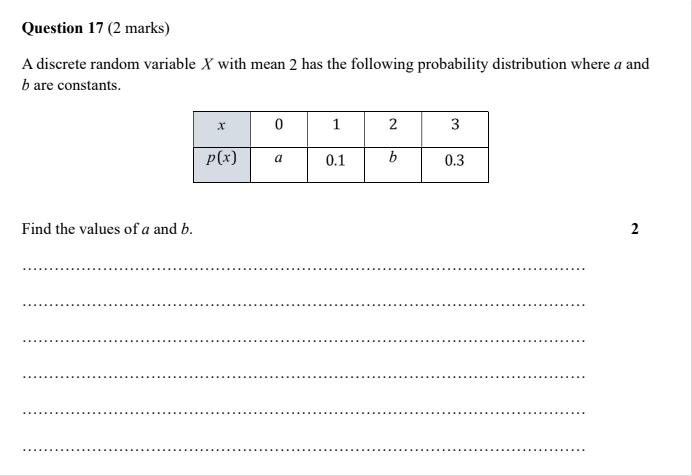 Question 17 (2 marks)
A discrete random variable X with mean 2 has the following probability distribution where a and
b are constants.
x 0 1 2 3
p(x) a 0.1 b 0.3
Find the values of a and b. 2